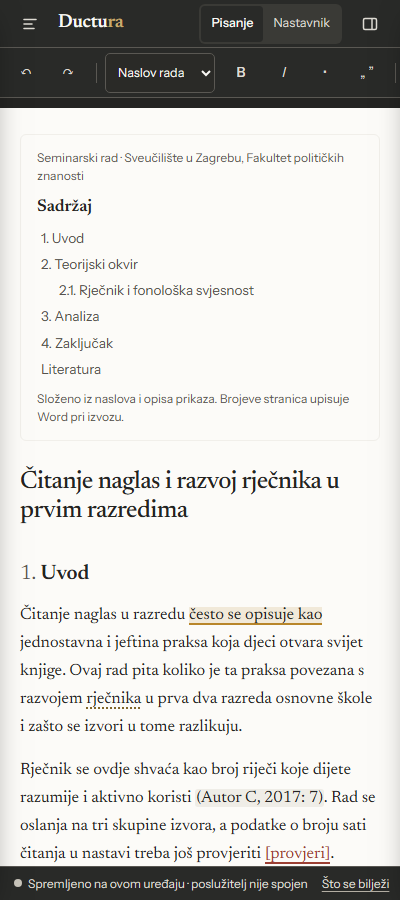 Ductura
Pisanje Nastavnik
Naslov rada B I • „ ”
Seminarski rad · Sveučilište u Zagrebu, Fakultet političkih
znanosti
Sadržaj
1. Uvod
2. Teorijski okvir
2.1. Rječnik i fonološka svjesnost
3. Analiza
4. Zaključak
Literatura
Složeno iz naslova i opisa prikaza. Brojeve stranica upisuje
Word pri izvozu.
Čitanje naglas i razvoj rječnika u
prvim razredima
1. Uvod
Čitanje naglas u razredu često se opisuje kao
jednostavna i jeftina praksa koja djeci otvara svijet
knjige. Ovaj rad pita koliko je ta praksa povezana s
razvojem rječnika u prva dva razreda osnovne škole
i zašto se izvori u tome razlikuju.
Rječnik se ovdje shvaća kao broj riječi koje dijete
razumije i aktivno koristi (Autor C, 2017: 7). Rad se
oslanja na tri skupine izvora, a podatke o broju sati
čitanja u nastavi treba još provjeriti [provjeri].
Spremljeno na ovom uređaju · poslužitelj nije spojen Što se bilježi